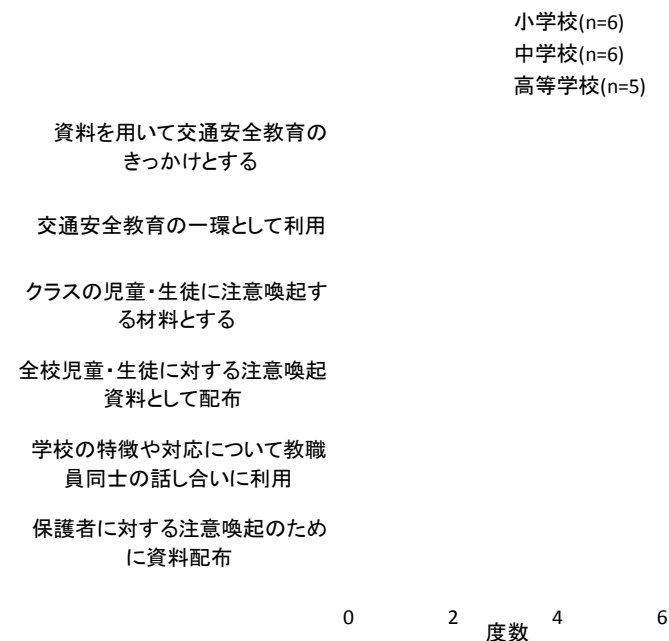 小学校(n=6)
中学校(n=6)
高等学校(n=5)
資料を用いて交通安全教育の
きっかけとする
交通安全教育の一環として利用
クラスの児童・生徒に注意喚起す
る材料とする
全校児童・生徒に対する注意喚起
資料として配布
学校の特徴や対応について教職
員同士の話し合いに利用
保護者に対する注意喚起のため
に資料配布
0 2 4 6
度数